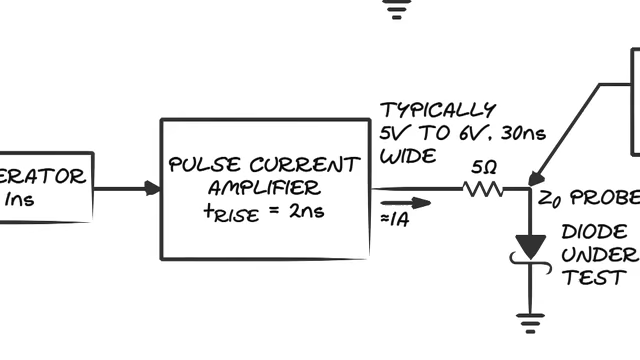 ERATOR
1ns
PULSE CURRENT
AMPLIFIER
tRISE = 2ns
TYPICALLY
5V TO 6V, 30ns
WIDE
≈1A
5Ω
Z0 PROBE
DIODE
UNDER
TEST